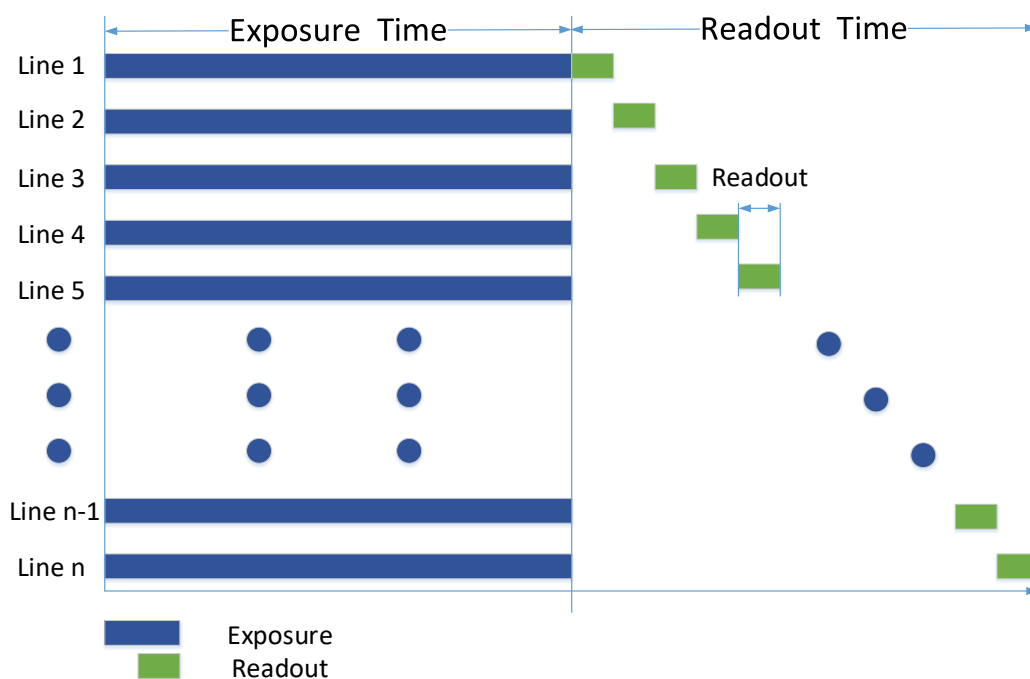 Exposure Time
Readout Time
Line 1
Line 2
Line 3
Readout
Line 4
Line 5
Line n-1
Line n
Exposure
Readout